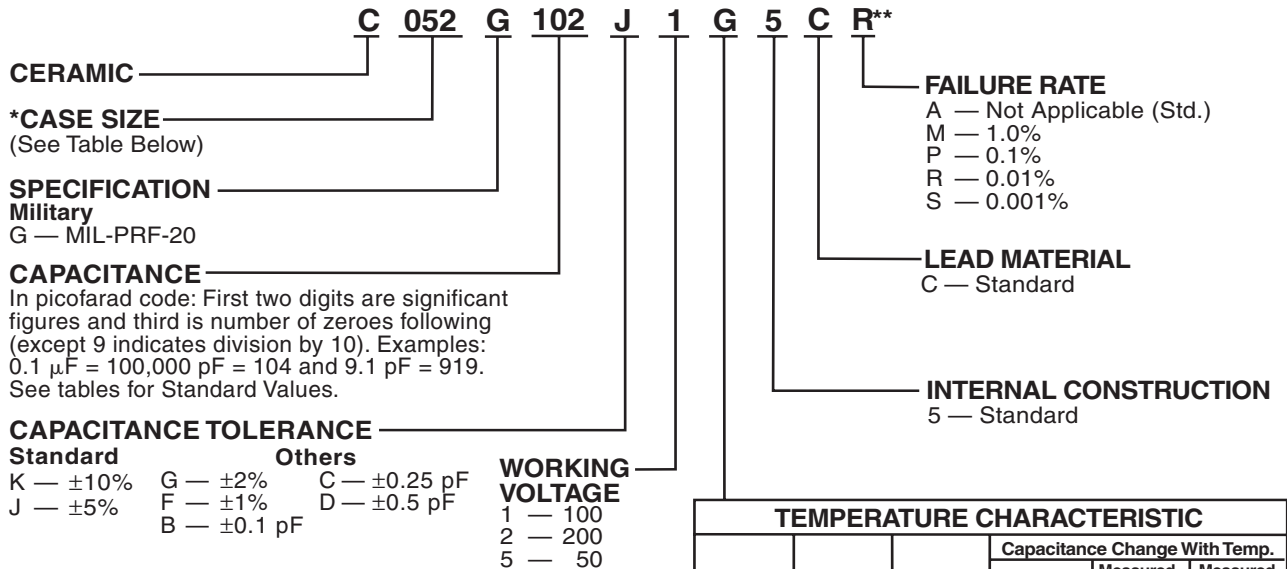 C 052 G 102 J 1 G 5 C R**
CERAMIC
*CASE SIZE
(See Table Below)
SPECIFICATION
Military
G — MIL-PRF-20
CAPACITANCE
In picofarad code: First two digits are significant
figures and third is number of zeroes following
(except 9 indicates division by 10). Examples:
0.1 μF = 100,000 pF = 104 and 9.1 pF = 919.
See tables for Standard Values.
CAPACITANCE TOLERANCE
Standard Others
K — ±10% G — ±2% C — ±0.25 pF
J — ±5% F — ±1% D — ±0.5 pF
B — ±0.1 pF
WORKING
VOLTAGE
1 — 100
2 — 200
5 — 50
FAILURE RATE
A — Not Applicable (Std.)
M — 1.0%
P — 0.1%
R — 0.01%
S — 0.001%
LEAD MATERIAL
C — Standard
INTERNAL CONSTRUCTION
5 — Standard
TEMPERATURE CHARACTERISTIC
Capacitance Change With Temp.
Measured Measured